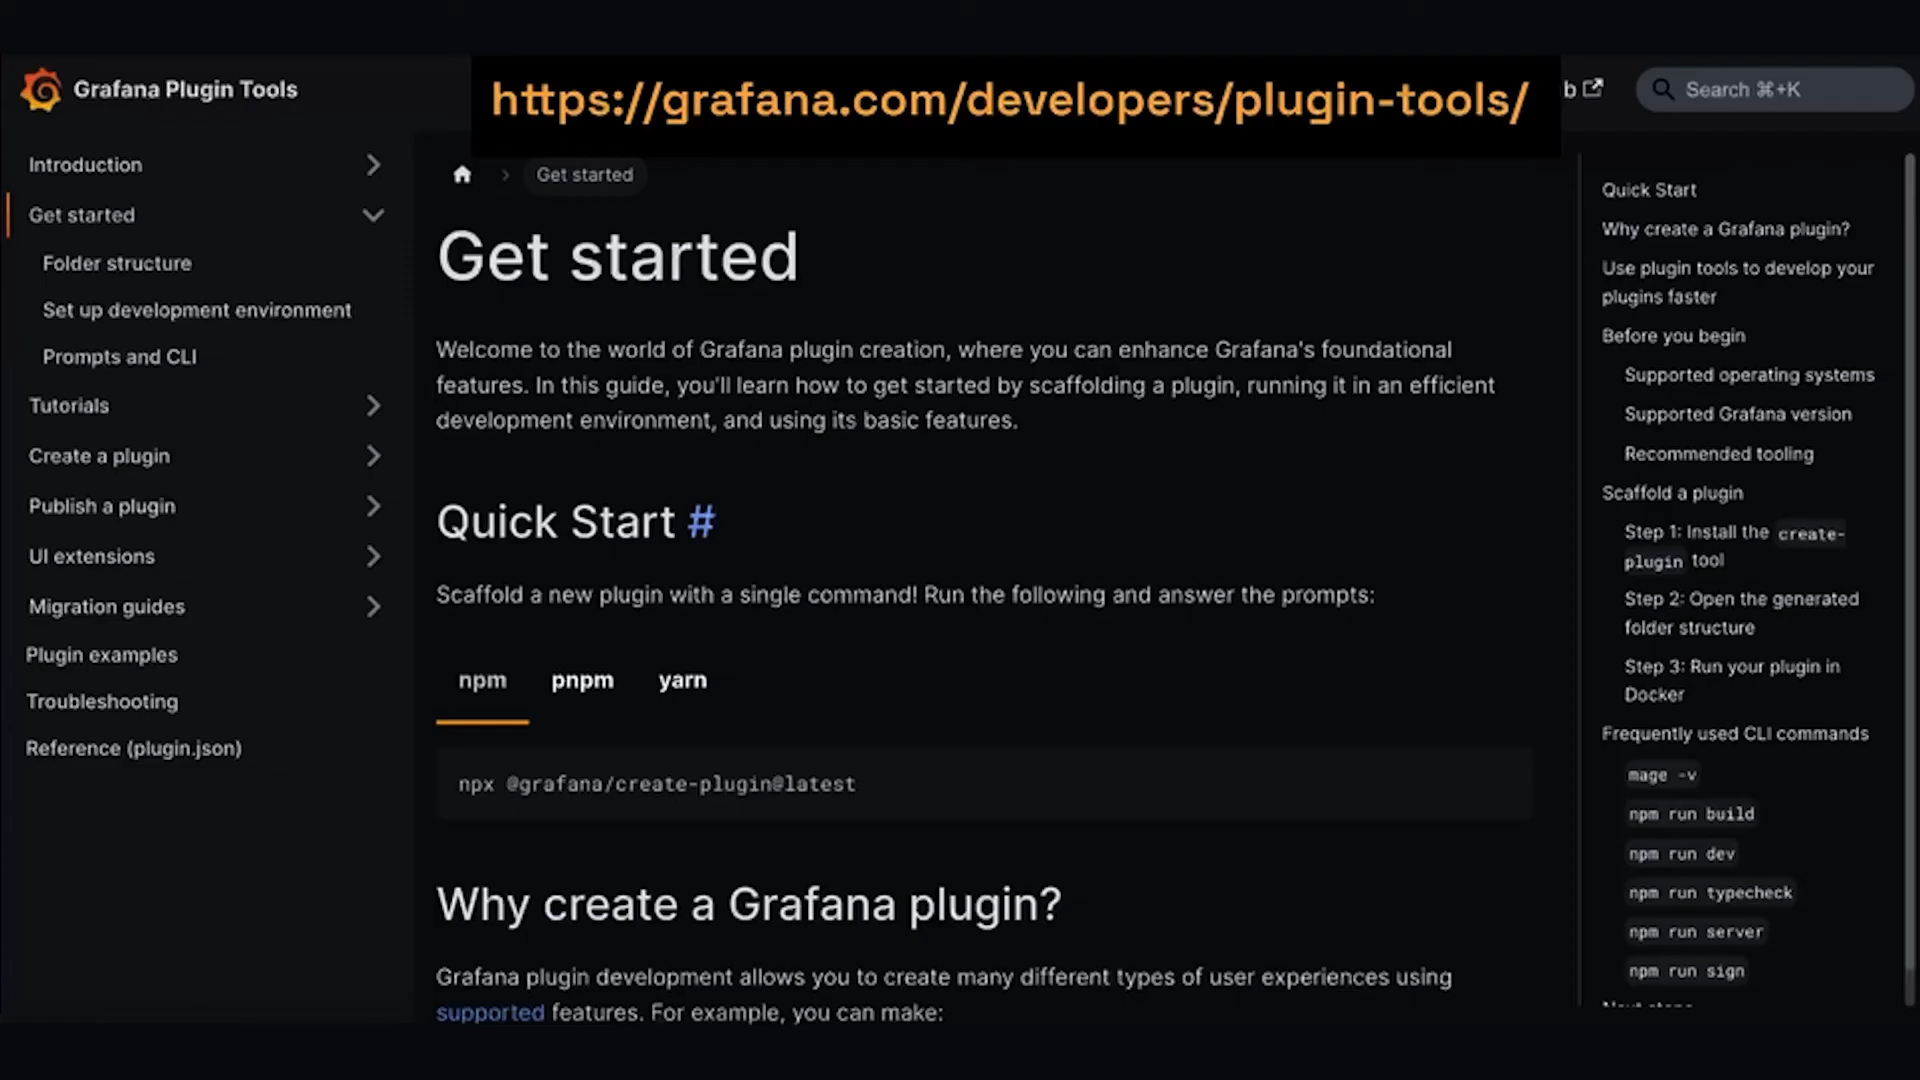 Grafana Plugin Tools
https://grafana.com/developers/plugin-tools/
b
Search ⌘+K
Introduction
Get started
Folder structure
Set up development environment
Prompts and CLI
Tutorials
Create a plugin
Publish a plugin
UI extensions
Migration guides
Plugin examples
Troubleshooting
Reference (plugin.json)
Get started
Get started
Welcome to the world of Grafana plugin creation, where you can enhance Grafana's foundational
features. In this guide, you'll learn how to get started by scaffolding a plugin, running it in an efficient
development environment, and using its basic features.
Quick Start #
Scaffold a new plugin with a single command! Run the following and answer the prompts:
npm pnpm yarn
npx @grafana/create-plugin@latest
Why create a Grafana plugin?
Grafana plugin development allows you to create many different types of user experiences using
supported features. For example, you can make:
Quick Start
Why create a Grafana plugin?
Use plugin tools to develop your
plugins faster
Before you begin
Supported operating systems
Supported Grafana version
Recommended tooling
Scaffold a plugin
Step 1: Install the create-
plugin tool
Step 2: Open the generated
folder structure
Step 3: Run your plugin in
Docker
Frequently used CLI commands
mage -v
npm run build
npm run dev
npm run typecheck
npm run server
npm run sign